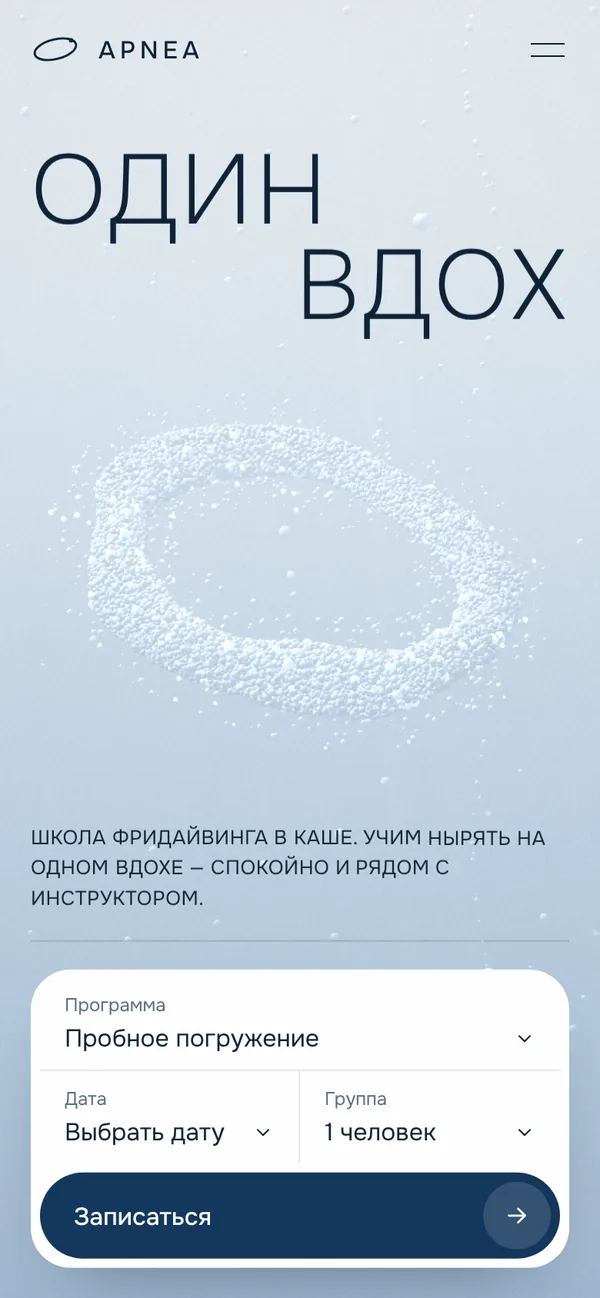 APNEA
ОДИН
ВДОХ
ШКОЛА ФРИДАЙВИНГА В КАШЕ. УЧИМ НЫРЯТЬ НА
ОДНОМ ВДОХЕ — СПОКОЙНО И РЯДОМ С
ИНСТРУКТОРОМ.
Программа
Пробное погружение
Дата
Выбрать дату
Группа
1 человек
Записаться